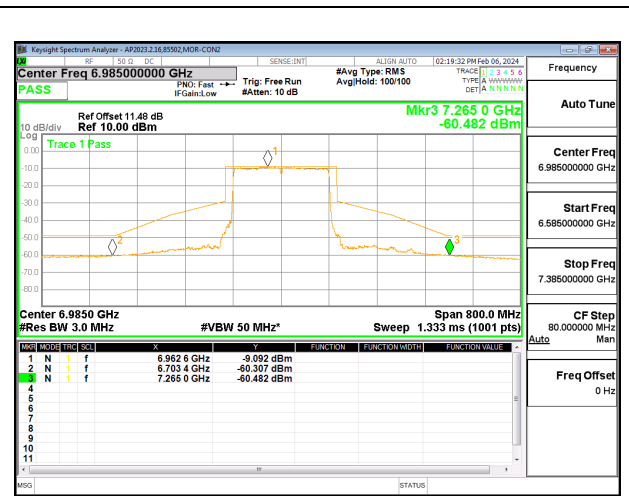 Keysight Spectrum Analyzer - AP2023.2.16,85502,MOR-CON2
RF 50 Ω DC SENSE:INT ALIGN AUTO 02:19:32 PM Feb 06, 2024
Center Freq 6.985000000 GHz #Avg Type: RMS TRACE 1 2 3 4 5 6
PNO: Fast Trig: Free Run Avg|Hold: 100/100 TYPE A WWWWW
PASS IFGain:Low #Atten: 10 dB DET A N N N N N
Mkr3 7.265 0 GHz
Ref Offset 11.48 dB
10 dB/div Ref 10.00 dBm -60.482 dBm
Log
Trace 1 Pass
0.00
-10.0
-20.0
-30.0
-40.0
-50.0
-60.0
-70.0
-80.0
1
2
3
Center 6.9850 GHz Span 800.0 MHz
#Res BW 3.0 MHz #VBW 50 MHz* Sweep 1.333 ms (1001 pts)
MKR MODE TRC SCL X Y FUNCTION FUNCTION WIDTH FUNCTION VALUE
1 N 1 f 6.962 6 GHz -9.092 dBm
2 N 1 f 6.703 4 GHz -60.307 dBm
3 N 1 f 7.265 0 GHz -60.482 dBm
4
5
6
7
8
9
10
11
MSG STATUS
Frequency
Auto Tune
Center Freq
6.985000000 GHz
Start Freq
6.585000000 GHz
Stop Freq
7.385000000 GHz
CF Step
80.000000 MHz
Auto Man
Freq Offset
0 Hz